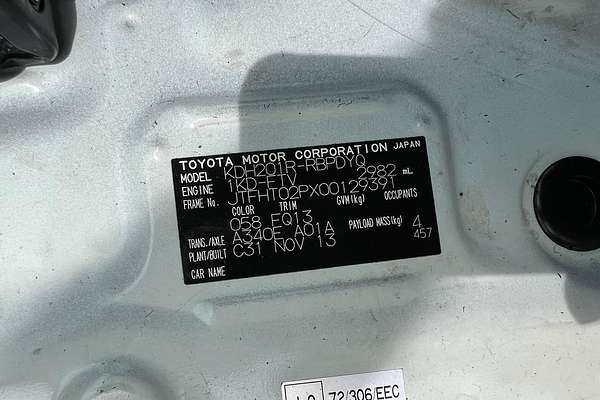 TOYOTA MOTOR CORPORATION JAPAN
MODEL KDH201R-RBPDYQ
ENGINE 1KD-FTV 2982 mL
FRAME No. JTFHT02PX00129391
COLOR TRIM GVM(kg) OCCUPANTS
058 FQ13
TRANS./AXLE A340E A01A PAYLOAD MASS(kg) 4
PLANT/BUILT C31 NOV 13 457
CAR NAME
72/306/EEC